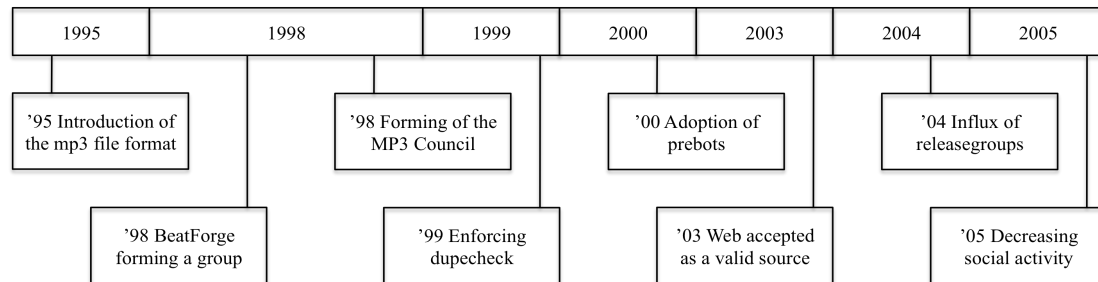 1995 1998 1999 2000 2003 2004 2005
’95 Introduction of
the mp3 file format
’98 Forming of the
MP3 Council
’00 Adoption of
prebots
’04 Influx of
releasegroups
’98 BeatForge
forming a group
’99 Enforcing
dupecheck
’03 Web accepted
as a valid source
’05 Decreasing
social activity